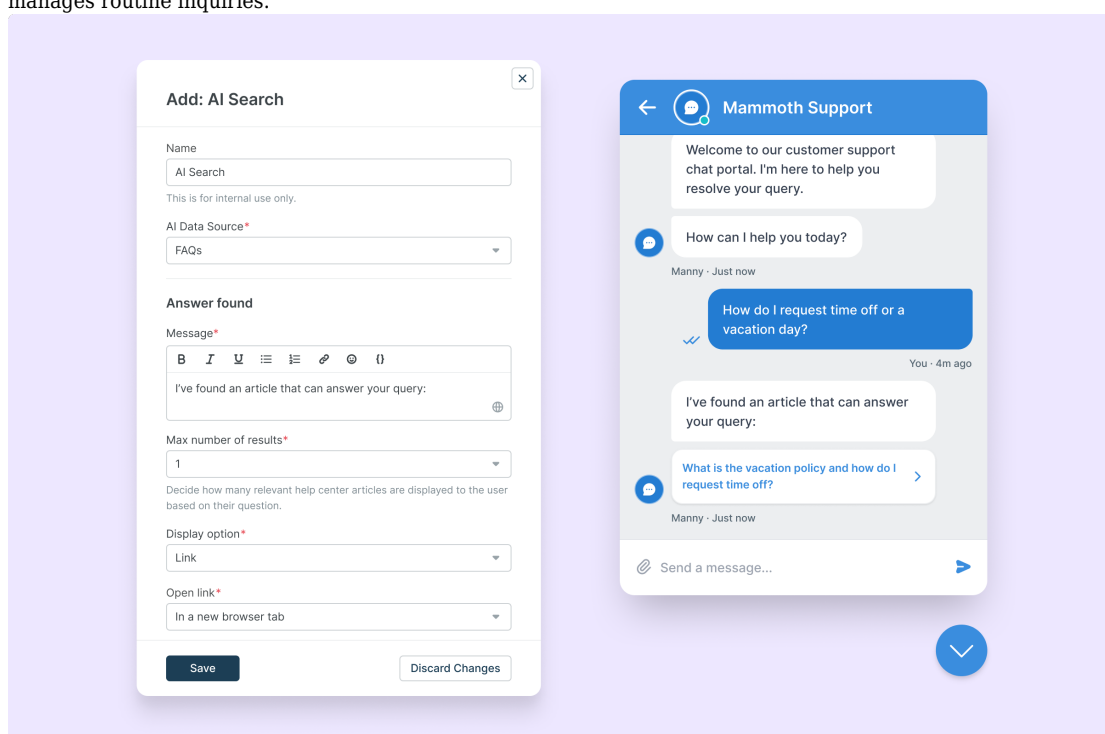 manages routine inquiries.
Add: AI Search
Name
AI Search
This is for internal use only.
AI Data Source*
FAQs
Answer found
Message*
B I U {}
I've found an article that can answer your query:
Max number of results*
1
Decide how many relevant help center articles are displayed to the user
based on their question.
Display option*
Link
Open link*
In a new browser tab
Save
Discard Changes
Mammoth Support
Welcome to our customer support
chat portal. I'm here to help you
resolve your query.
How can I help you today?
Manny · Just now
How do I request time off or a
vacation day?
You · 4m ago
I've found an article that can answer
your query:
What is the vacation policy and how do I
request time off?
Manny · Just now
Send a message...